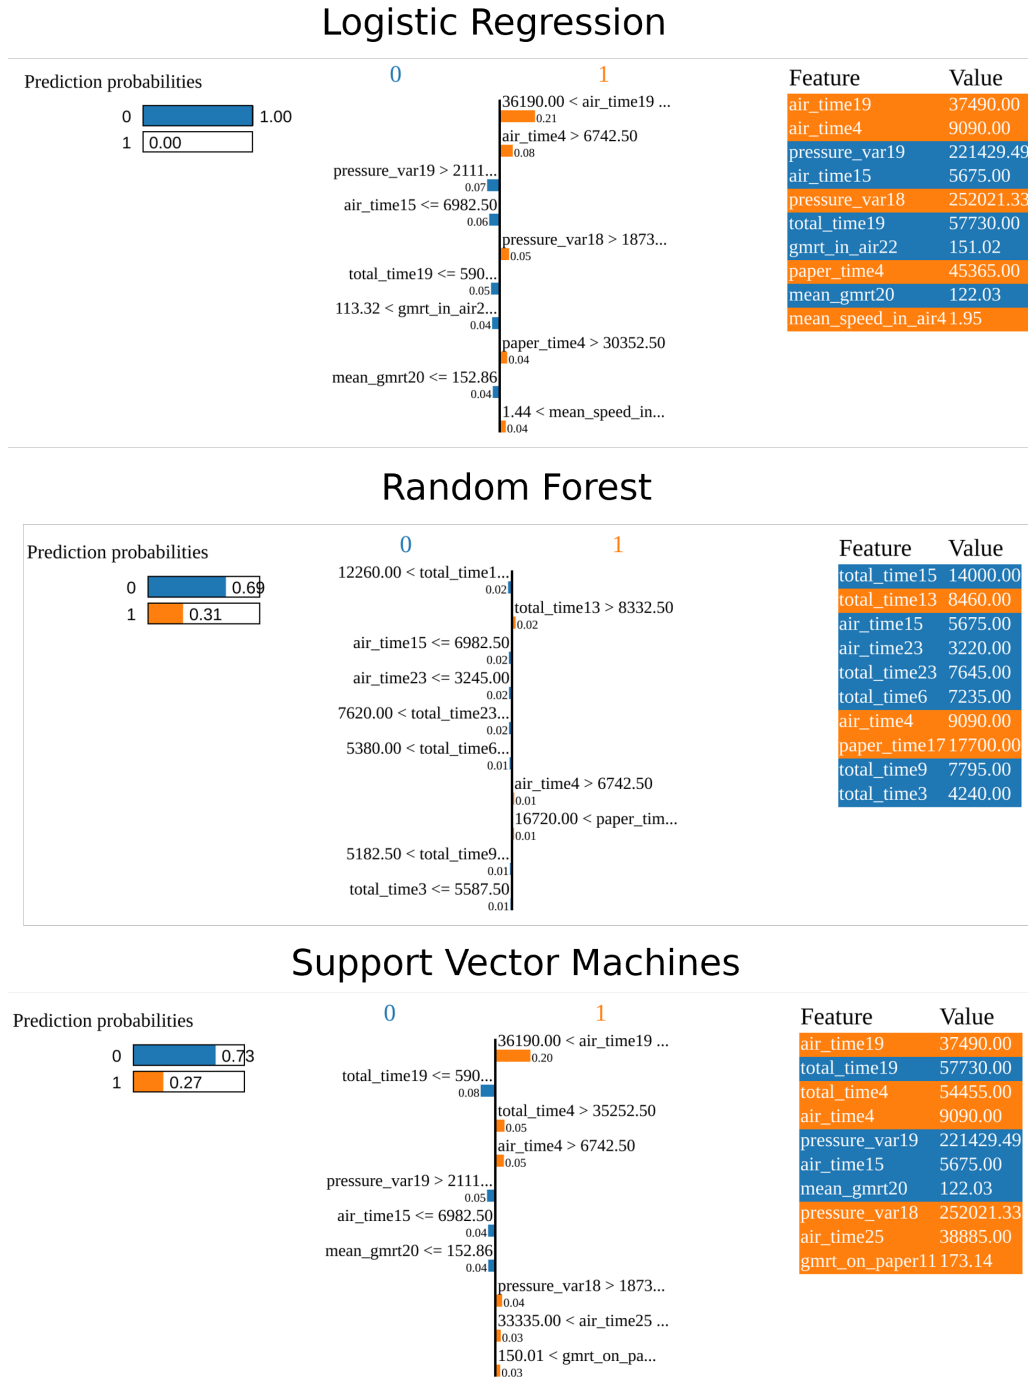 Logistic Regression
Prediction probabilities
0 1.00
1 0.00
0 1
36190.00 < air_time19 ...
0.21
air_time4 > 6742.50
0.08
pressure_var19 > 2111...
0.07
air_time15 <= 6982.50
0.06
pressure_var18 > 1873...
0.05
total_time19 <= 590...
0.05
113.32 < gmrt_in_air2...
0.04
paper_time4 > 30352.50
0.04
mean_gmrt20 <= 152.86
0.04
1.44 < mean_speed_in...
0.04
Feature Value
air_time19 37490.00
air_time4 9090.00
pressure_var19 221429.49
air_time15 5675.00
pressure_var18 252021.33
total_time19 57730.00
gmrt_in_air22 151.02
paper_time4 45365.00
mean_gmrt20 122.03
mean_speed_in_air4 1.95
Random Forest
Prediction probabilities
0 0.69
1 0.31
0 1
12260.00 < total_time1...
0.02
total_time13 > 8332.50
0.02
air_time15 <= 6982.50
0.02
air_time23 <= 3245.00
0.02
7620.00 < total_time23...
0.02
5380.00 < total_time6...
0.01
air_time4 > 6742.50
0.01
16720.00 < paper_tim...
0.01
5182.50 < total_time9...
0.01
total_time3 <= 5587.50
0.01
Feature Value
total_time15 14000.00
total_time13 8460.00
air_time15 5675.00
air_time23 3220.00
total_time23 7645.00
total_time6 7235.00
air_time4 9090.00
paper_time17 17700.00
total_time9 7795.00
total_time3 4240.00
Support Vector Machines
Prediction probabilities
0 0.73
1 0.27
0 1
36190.00 < air_time19 ...
0.20
total_time19 <= 590...
0.08
total_time4 > 35252.50
0.05
air_time4 > 6742.50
0.05
pressure_var19 > 2111...
0.05
air_time15 <= 6982.50
0.04
mean_gmrt20 <= 152.86
0.04
pressure_var18 > 1873...
0.04
33335.00 < air_time25 ...
0.03
150.01 < gmrt_on_pa...
0.03
Feature Value
air_time19 37490.00
total_time19 57730.00
total_time4 54455.00
air_time4 9090.00
pressure_var19 221429.49
air_time15 5675.00
mean_gmrt20 122.03
pressure_var18 252021.33
air_time25 38885.00
gmrt_on_paper11 173.14